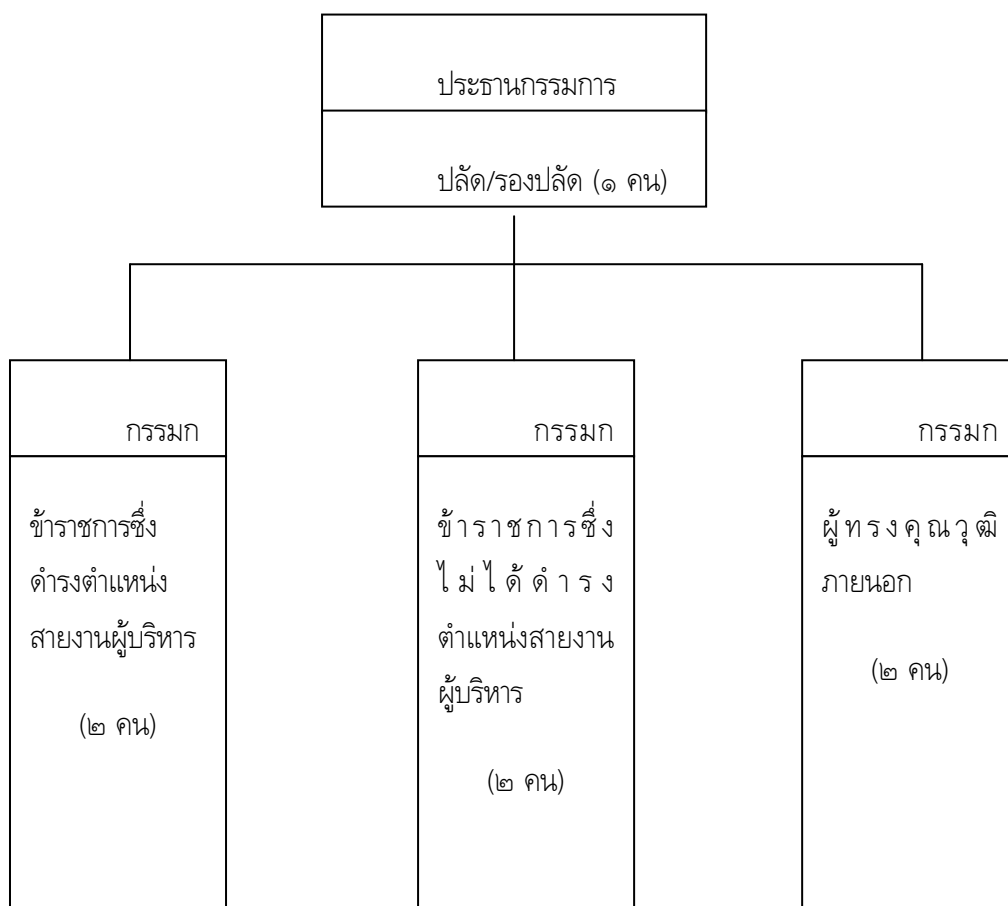 ประธานกรรมการ
ปลัด/รองปลัด (๑ คน)
กรรมก
ข้าราชการซึ่ง
ดำรงตำแหน่ง
สายงานผู้บริหาร
(๒ คน)
กรรมก
ข้าราชการซึ่ง
ไม่ได้ดำรง
ตำแหน่งสายงาน
ผู้บริหาร
(๒ คน)
กรรมก
ผู้ทรงคุณวุฒิ
ภายนอก
(๒ คน)